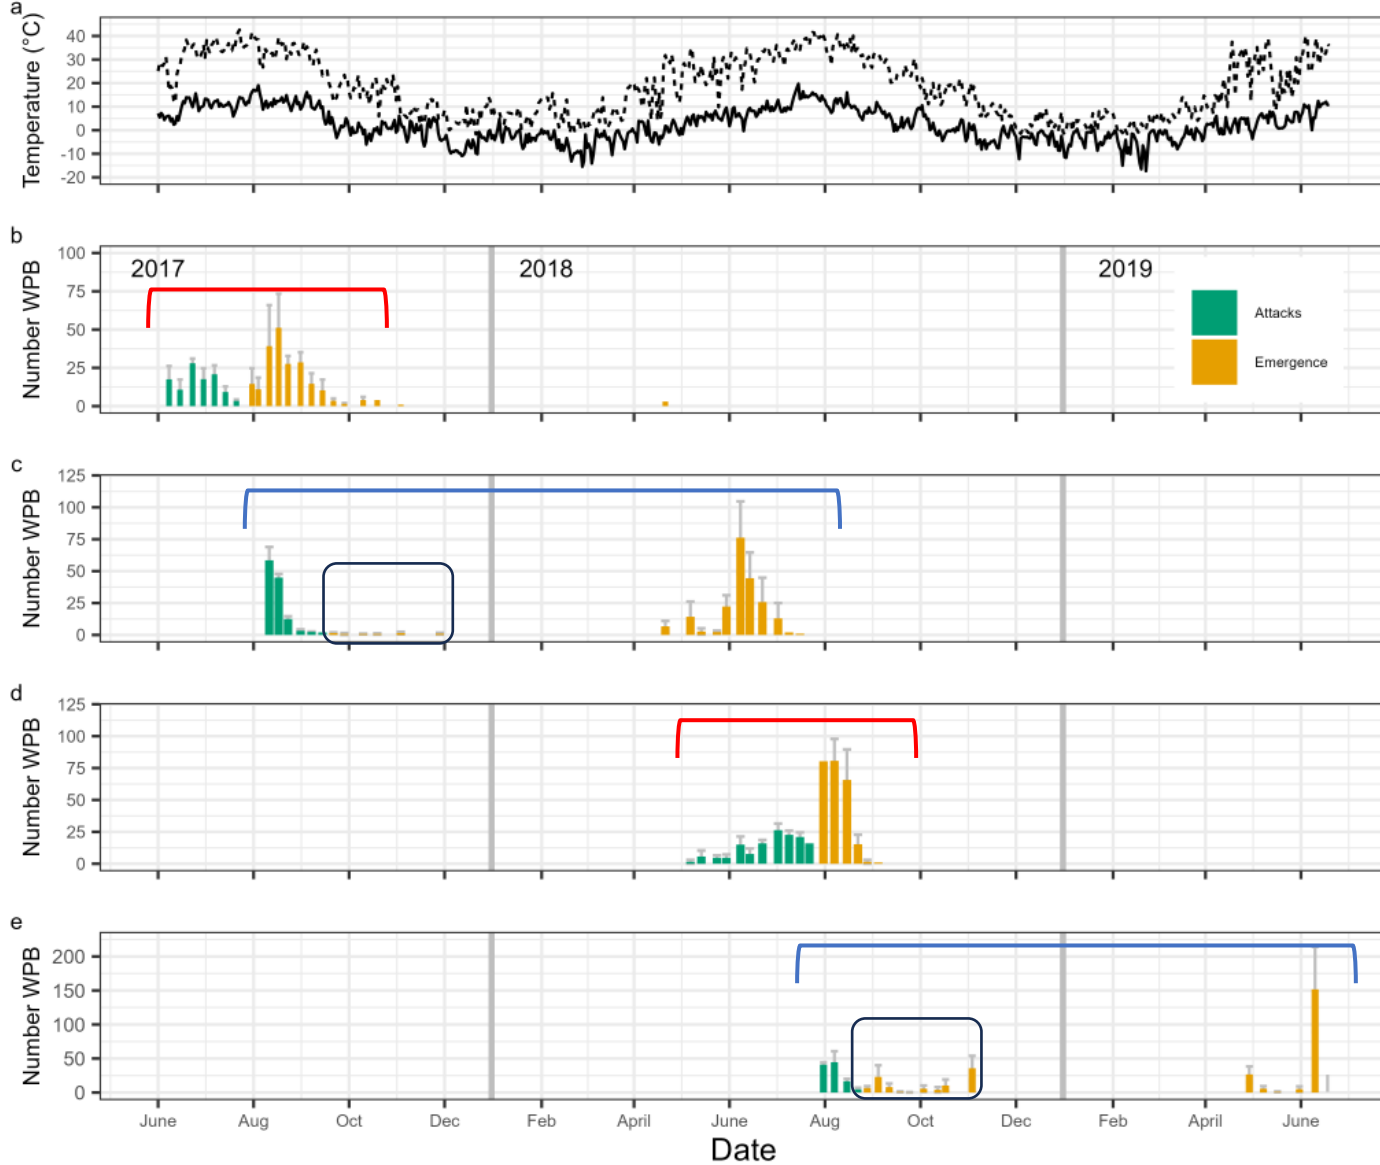 a
Temperature (°C)
40
30
20
10
0
-10
-20
b
Number WPB
100
75
50
25
0
2017
2018
2019
Attacks
Emergence
c
Number WPB
125
100
75
50
25
0
d
Number WPB
125
100
75
50
25
0
e
Number WPB
200
150
100
50
0
June Aug Oct Dec Feb April June Aug Oct Dec Feb April June
Date